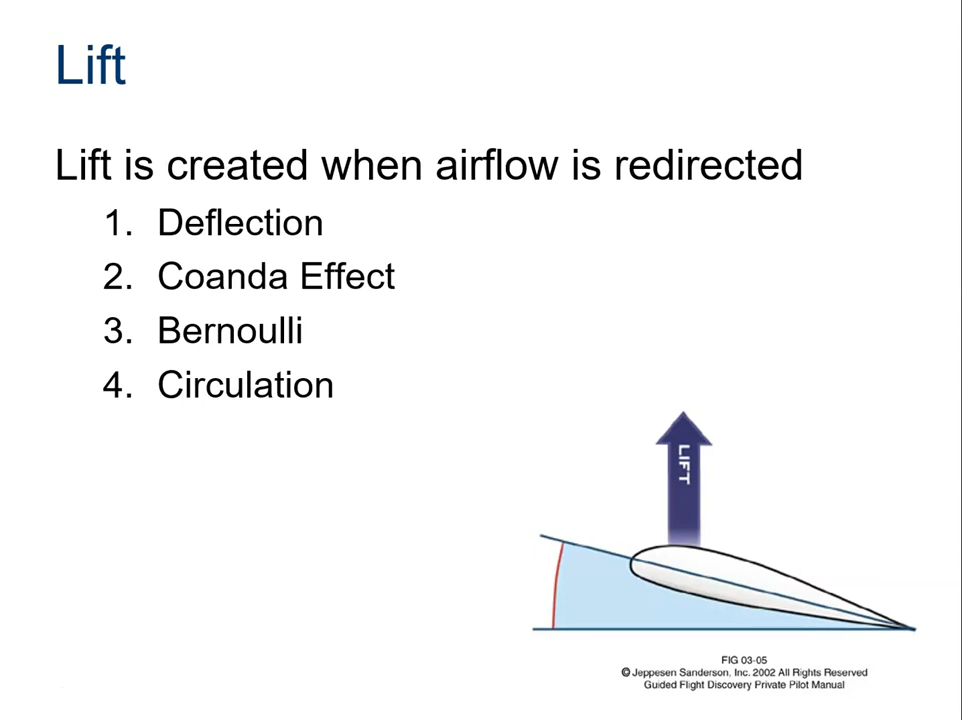 Lift
Lift is created when airflow is redirected
1. Deflection
2. Coanda Effect
3. Bernoulli
4. Circulation
LIFT
FIG 03-05
© Jeppesen Sanderson, Inc. 2002 All Rights Reserved
Guided Flight Discovery Private Pilot Manual